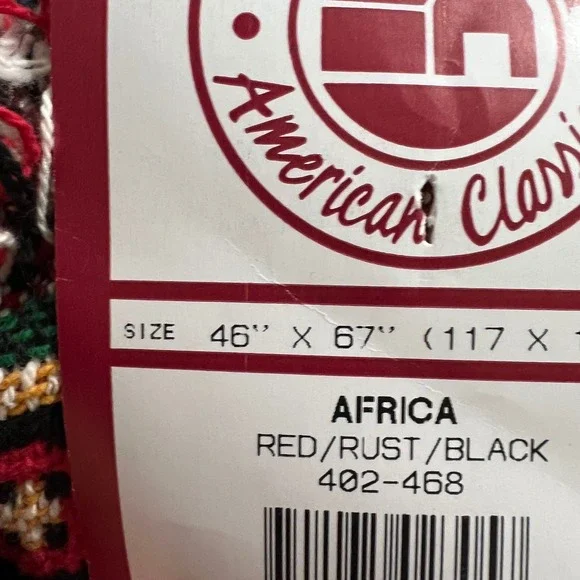 American Classi
SIZE 46" X 67" (117 X 1
AFRICA
RED/RUST/BLACK
402-468